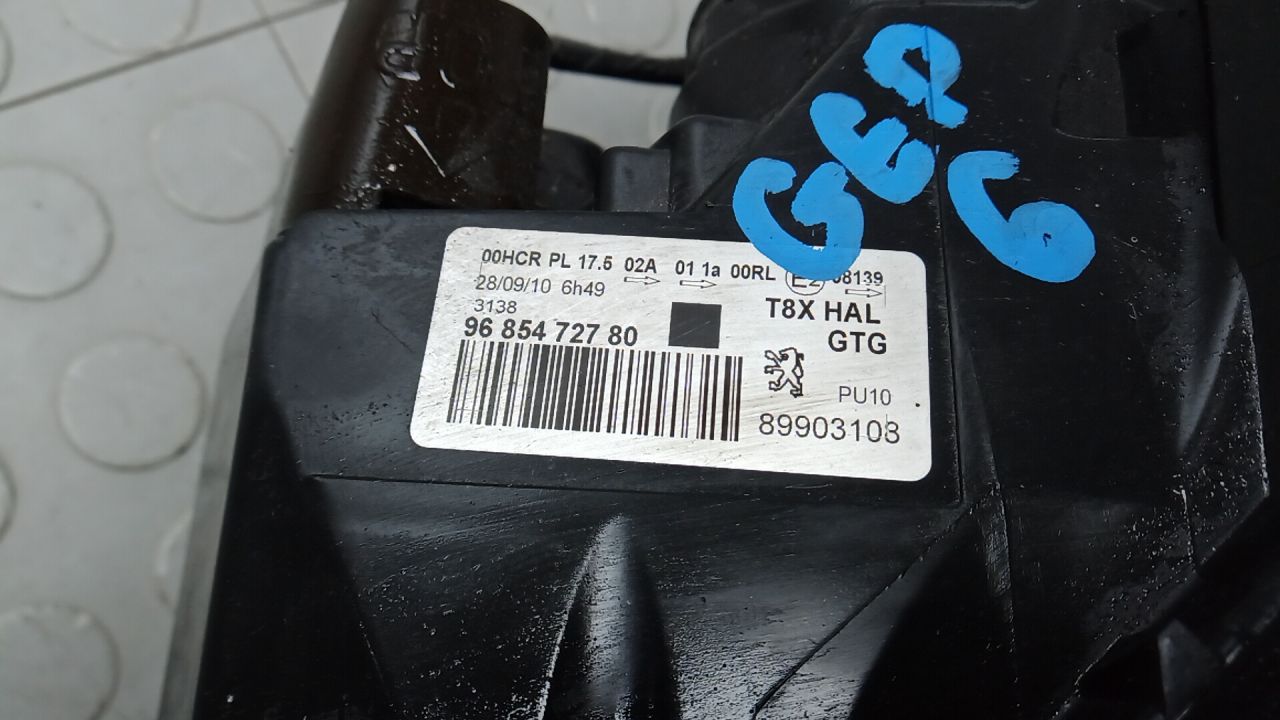 GEP 6
00HCR PL 17.5 02A 01 1a 00RL E2 08139
28/09/10 6h49
3138
T8X HAL
96 854 727 80
GTG
PU10
89903108